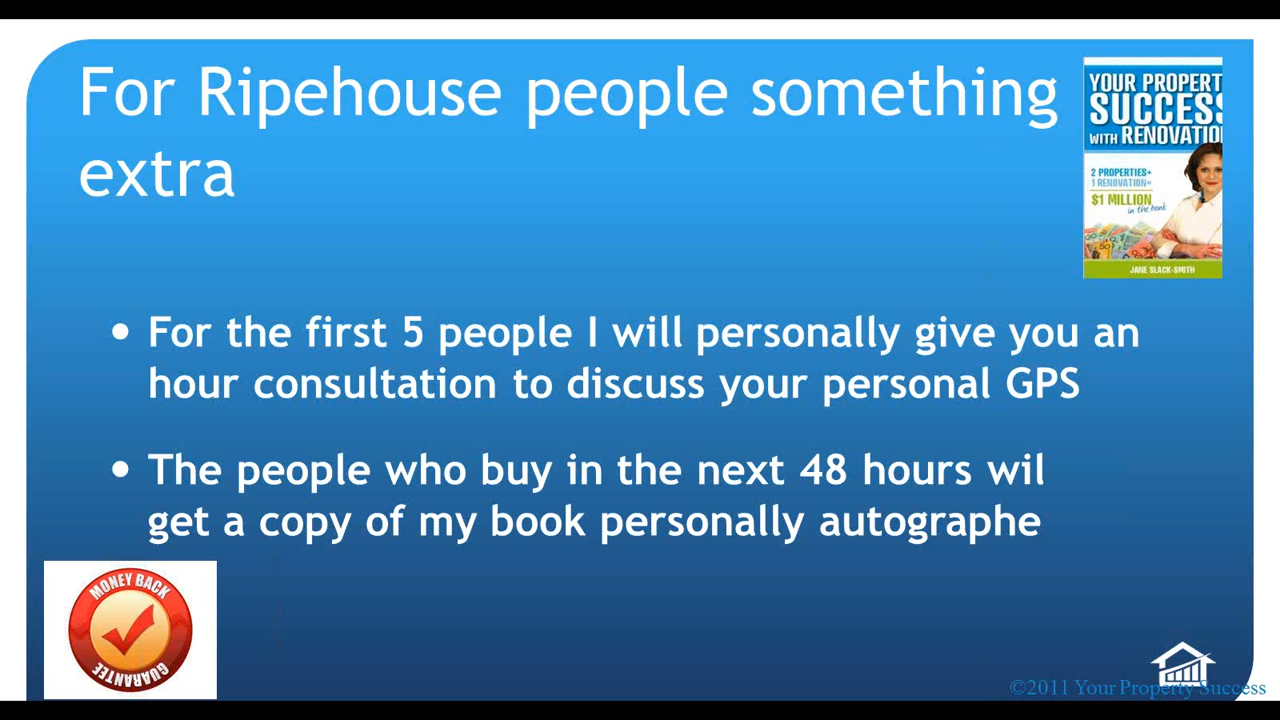 For Ripehouse people something
extra
YOUR PROPERT
SUCCESS
WITH RENOVATION
2 PROPERTIES+
1 RENOVATION=
$1 MILLION
in the bank
JANE SLACK-SMITH
• For the first 5 people I will personally give you an
hour consultation to discuss your personal GPS
• The people who buy in the next 48 hours wil
get a copy of my book personally autographe
MONEY BACK
GUARANTEE
©2011 Your Property Success